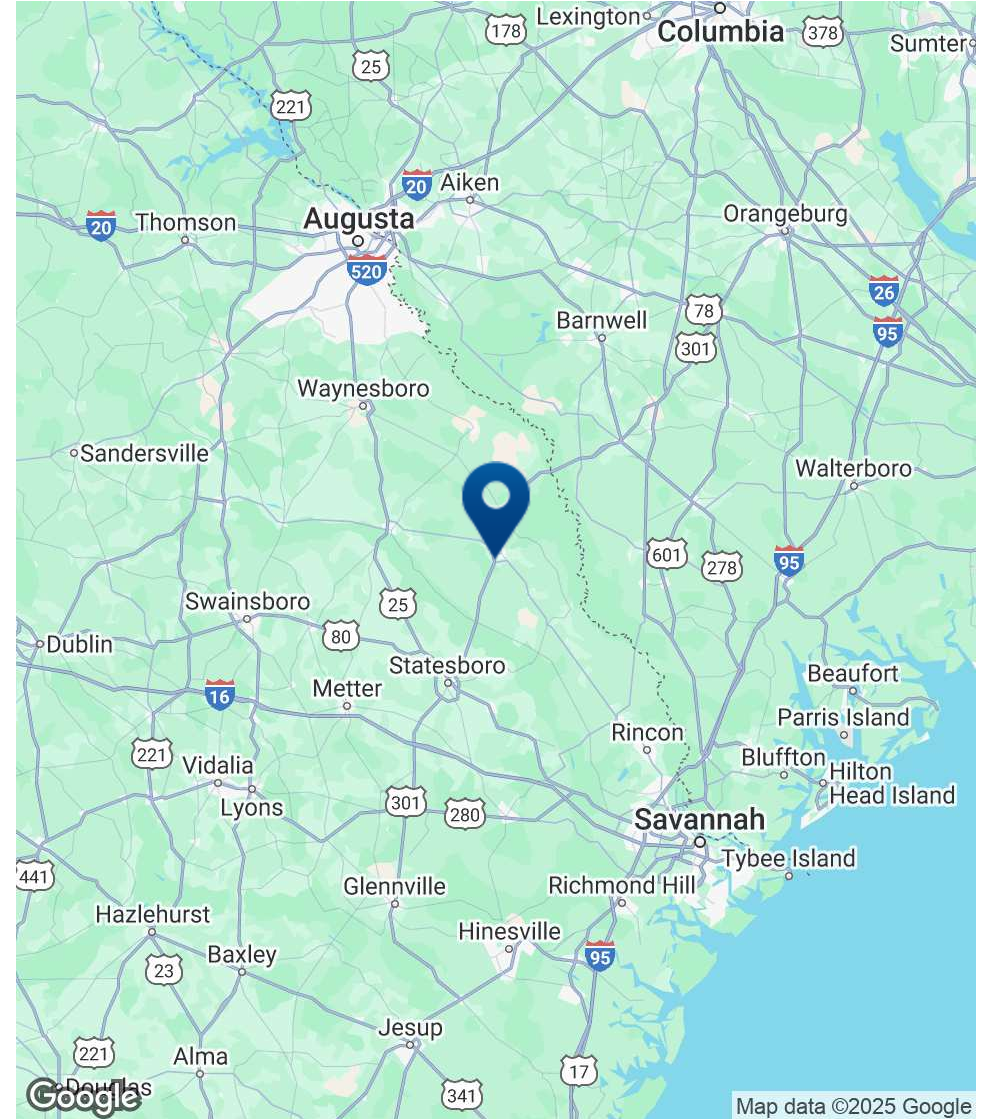 Lexington
178
Columbia
378
Sumter
25
221
20
Aiken
20
Thomson
Augusta
Orangeburg
520
26
78
Barnwell
95
301
Waynesboro
Sandersville
Walterboro
601
278
95
Swainsboro
25
80
Dublin
Statesboro
Beaufort
Metter
16
Parris Island
Rincon
221
Bluffton
Vidalia
Hilton
Head Island
Lyons
301
280
Savannah
Tybee Island
441
Glennville
Richmond Hill
Hazlehurst
Hinesville
Baxley
95
23
Jesup
221
Alma
17
Douglas
Google
341
Map data ©2025 Google